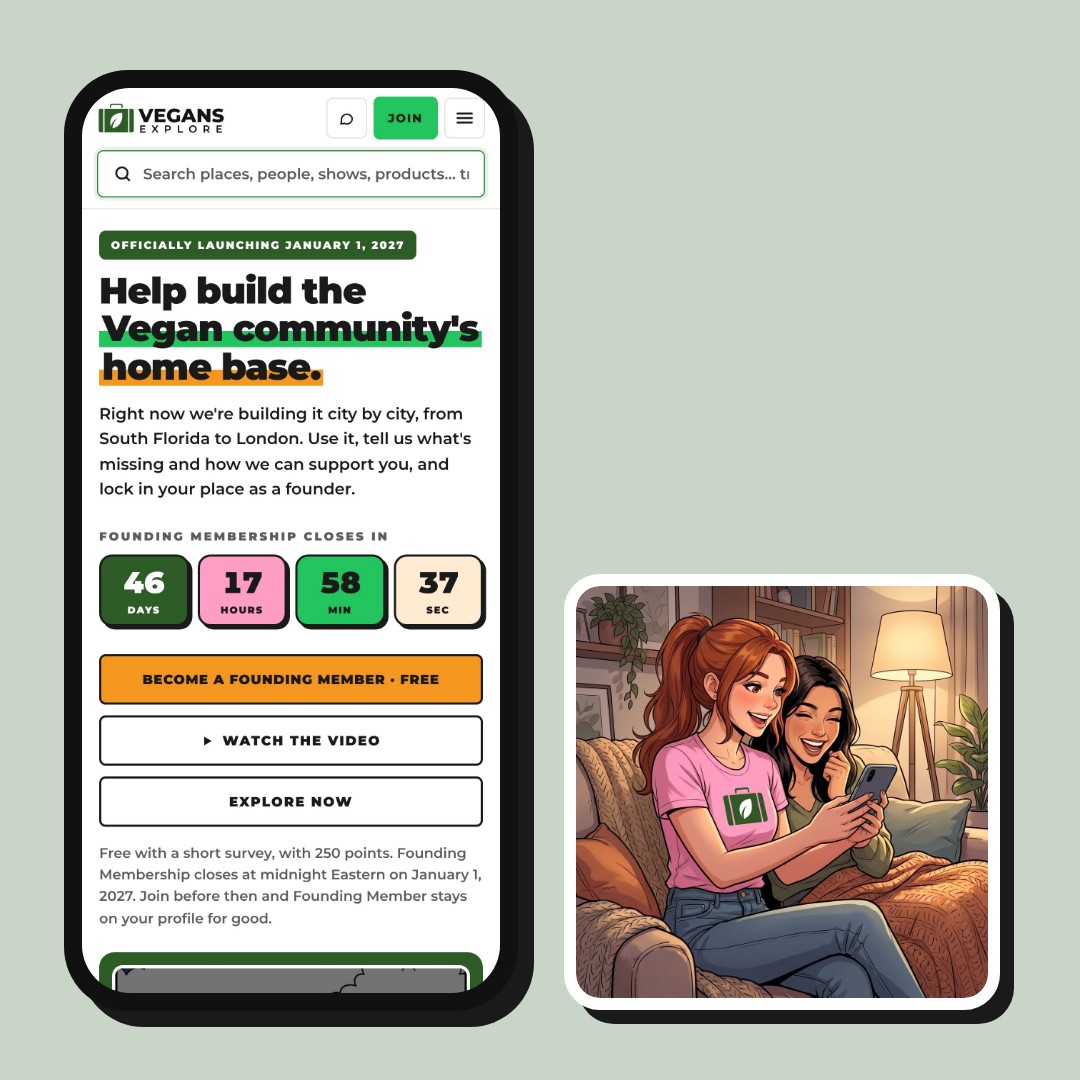 VEGANS
EXPLORE
JOIN
Search places, people, shows, products... tr
OFFICIALLY LAUNCHING JANUARY 1, 2027
Help build the
Vegan community's
home base.
Right now we're building it city by city, from
South Florida to London. Use it, tell us what's
missing and how we can support you, and
lock in your place as a founder.
FOUNDING MEMBERSHIP CLOSES IN
46 17 58 37
DAYS HOURS MIN SEC
BECOME A FOUNDING MEMBER · FREE
WATCH THE VIDEO
EXPLORE NOW
Free with a short survey, with 250 points. Founding
Membership closes at midnight Eastern on January 1,
2027. Join before then and Founding Member stays
on your profile for good.